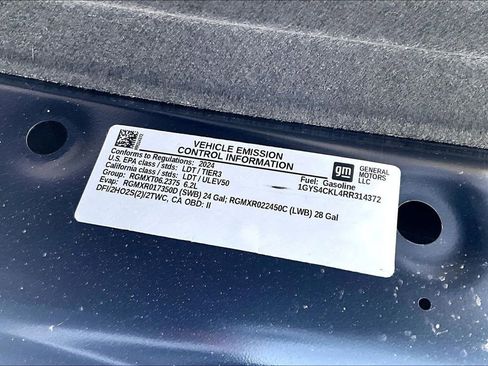 VEHICLE EMISSION
CONTROL INFORMATION
Conforms to Regulations: 2024
U.S. EPA class / stds: LDT / TIER3
California class / stds: LDT / ULEV50
Group: RGMXT06.2375 6.2L
Evap: RGMXR017350D (SWB) 24 Gal; RGMXR022450C (LWB) 28 Gal
DFI/2HO2S(2)/2TWC, CA OBD: II
Fuel: Gasoline
1GYS4CKL4RR314372
gm
GENERAL
MOTORS
LLC